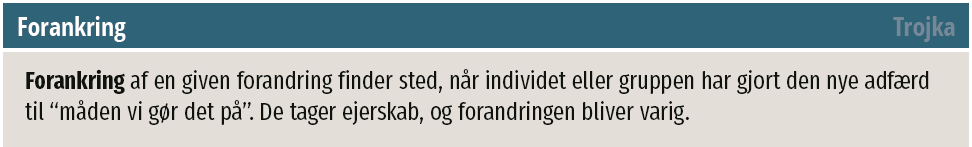 Forankring Trojka
Forankring af en given forandring finder sted, når individet eller gruppen har gjort den nye adfærd
til “måden vi gør det på”. De tager ejerskab, og forandringen bliver varig.